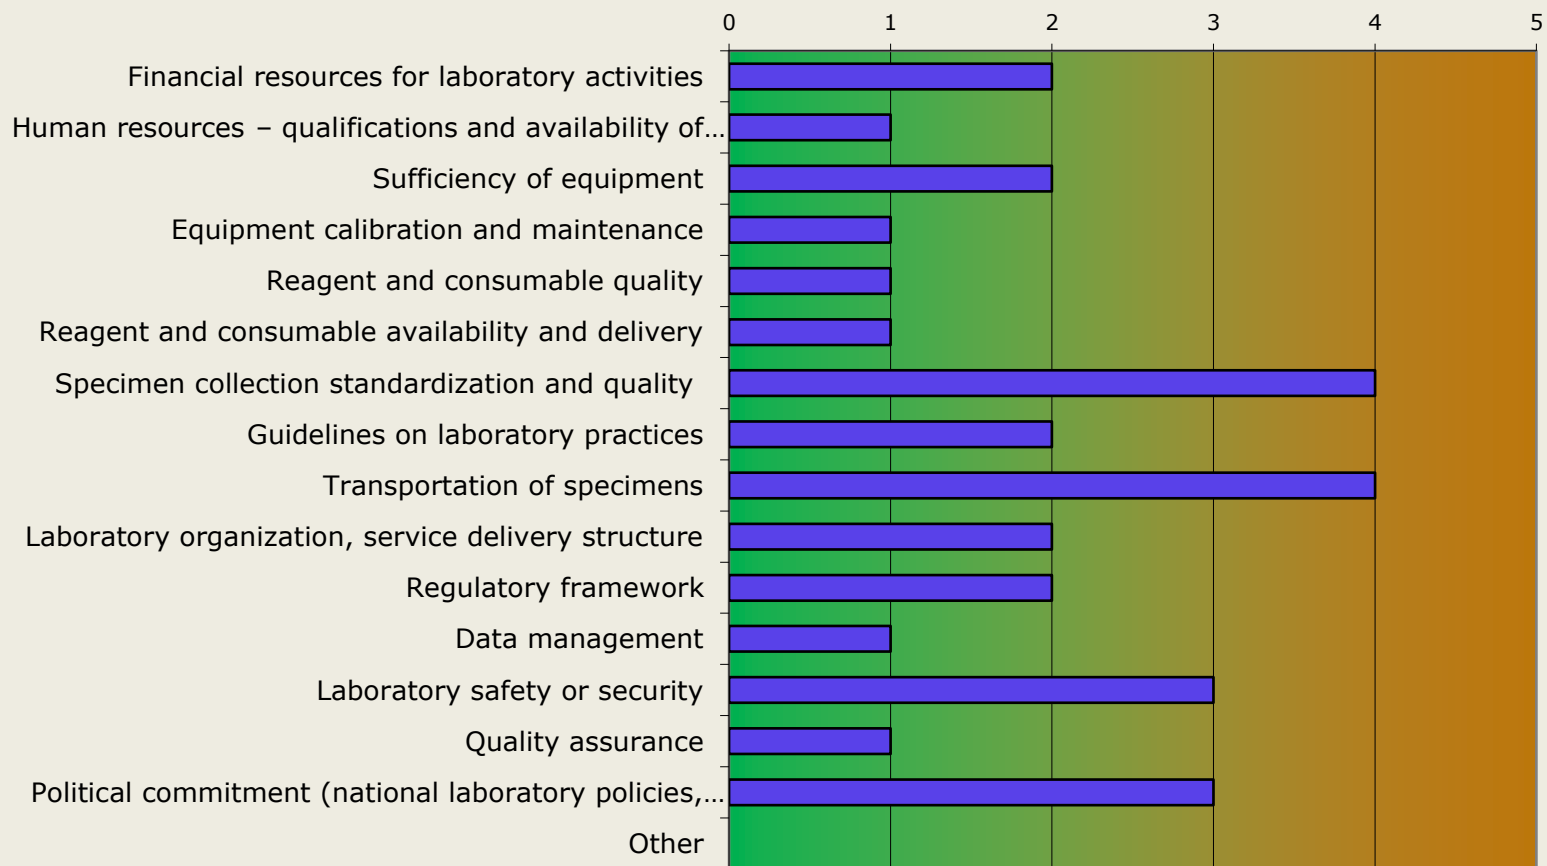 0 1 2 3 4 5
Financial resources for laboratory activities
Human resources – qualifications and availability of...
Sufficiency of equipment
Equipment calibration and maintenance
Reagent and consumable quality
Reagent and consumable availability and delivery
Specimen collection standardization and quality
Guidelines on laboratory practices
Transportation of specimens
Laboratory organization, service delivery structure
Regulatory framework
Data management
Laboratory safety or security
Quality assurance
Political commitment (national laboratory policies,...
Other